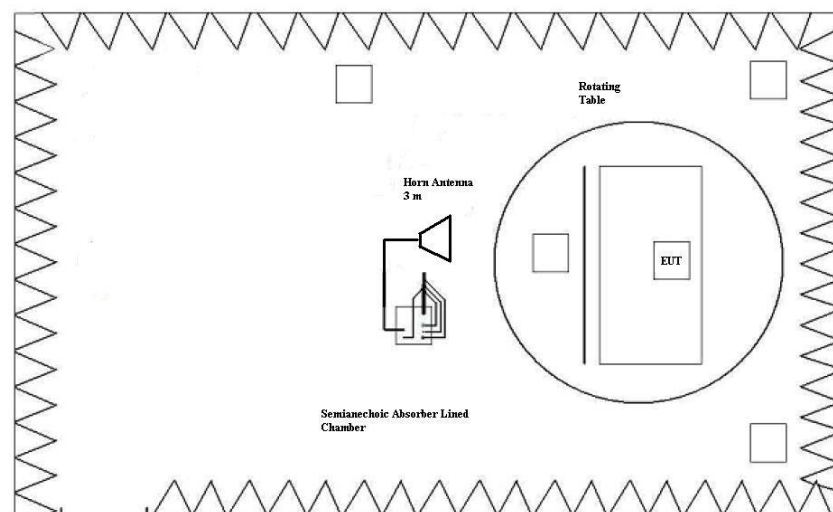 Rotating
Table
Horn Antenna
3 m
EUT
Semianechoic Absorber Lined
Chamber